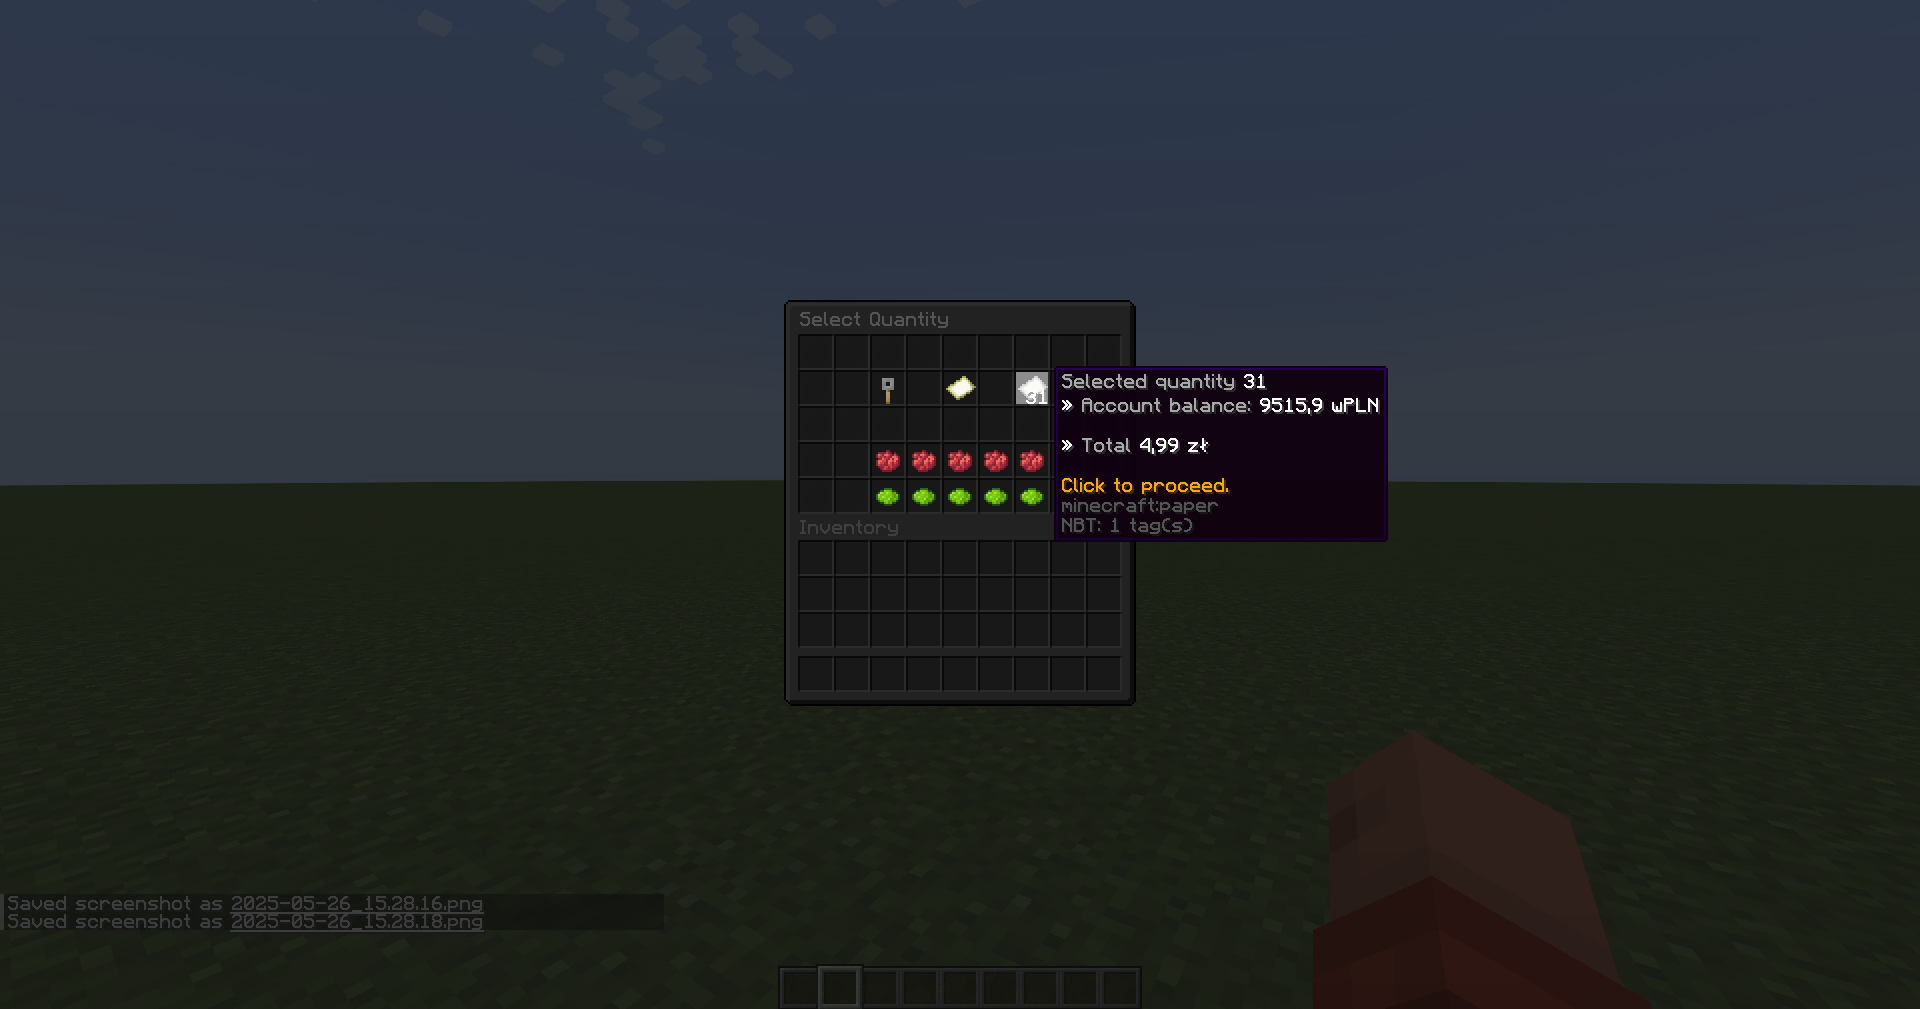 Select Quantity
31
Selected quantity 31
» Account balance: 9515,9 wPLN
» Total 4,99 zł
Click to proceed.
minecraft:paper
NBT: 1 tag(s)
Inventory
Saved screenshot as 2025-05-26_15.28.16.png
Saved screenshot as 2025-05-26_15.28.18.png